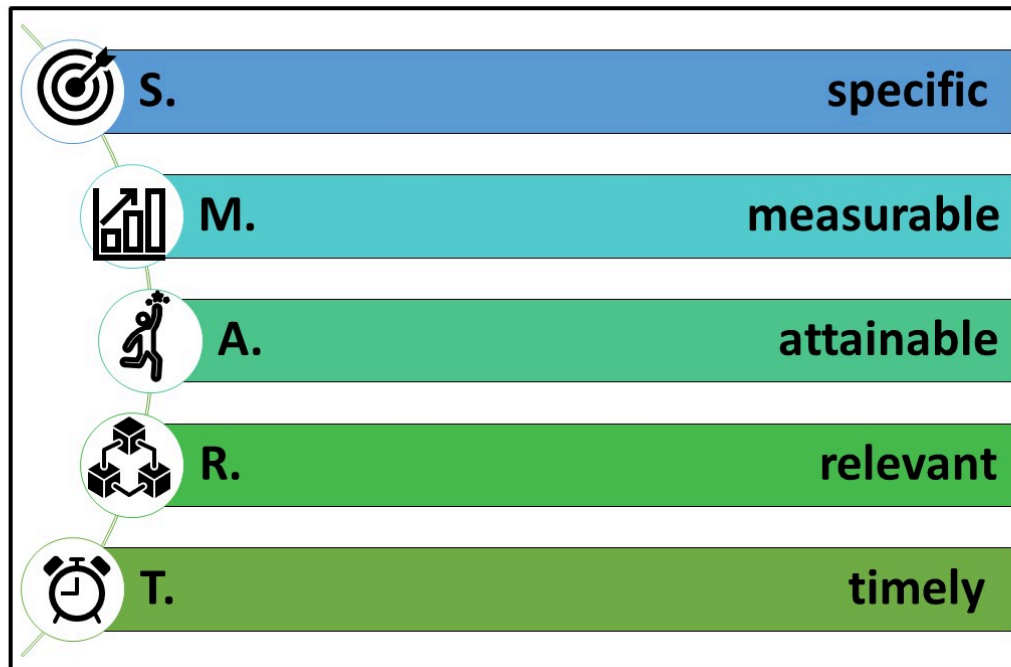 S. specific
M. measurable
A. attainable
R. relevant
T. timely